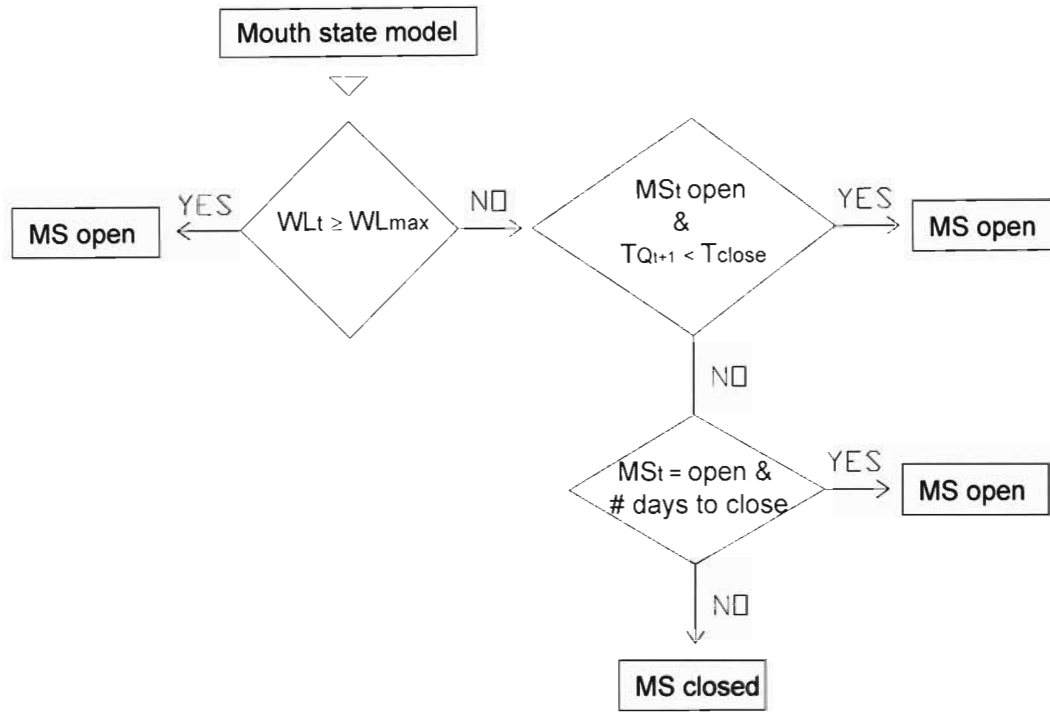 Mouth state model
WLt ≥ WLmax
YES
MS open
NO
MSt open
&
TQt+1 < Tclose
YES
MS open
NO
MSt = open &
# days to close
YES
MS open
NO
MS closed